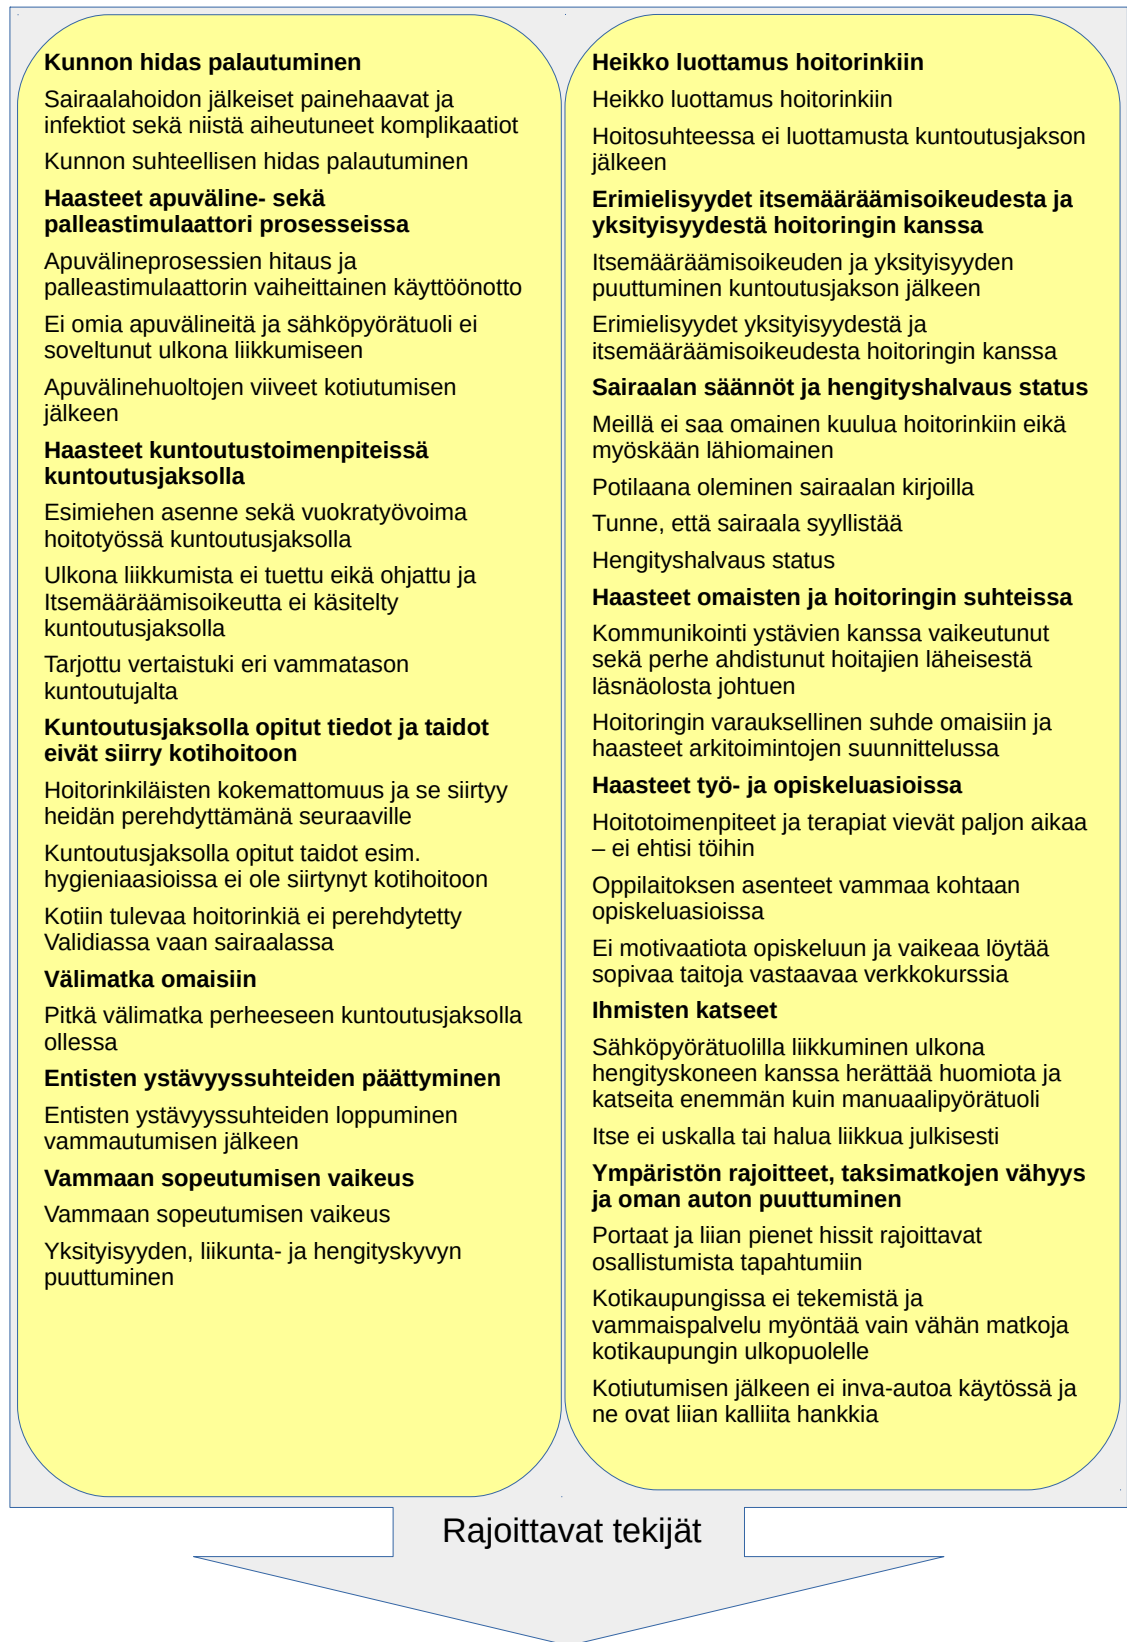 Kunnon hidas palautuminen
Sairaalahoidon jälkeiset painehaavat ja
infektiot sekä niistä aiheutuneet komplikaatiot
Kunnon suhteellisen hidas palautuminen
Haasteet apuväline- sekä
palleastimulaattori prosesseissa
Apuvälineprosessien hitaus ja
palleastimulaattorin vaiheittainen käyttöönotto
Ei omia apuvälineitä ja sähköpyörätuoli ei
soveltunut ulkona liikkumiseen
Apuvälinehuoltojen viiveet kotiutumisen
jälkeen
Haasteet kuntoutustoimenpiteissä
kuntoutusjaksolla
Esimiehen asenne sekä vuokratyövoima
hoitotyössä kuntoutusjaksolla
Ulkona liikkumista ei tuettu eikä ohjattu ja
Itsemääräämisoikeutta ei käsitelty
kuntoutusjaksolla
Tarjottu vertaistuki eri vammatason
kuntoutujalta
Kuntoutusjaksolla opitut tiedot ja taidot
eivät siirry kotihoitoon
Hoitorinkiläisten kokemattomuus ja se siirtyy
heidän perehdyttämänä seuraaville
Kuntoutusjaksolla opitut taidot esim.
hygieniaasioissa ei ole siirtynyt kotihoitoon
Kotiin tulevaa hoitorinkiä ei perehdytetty
Validiassa vaan sairaalassa
Välimatka omaisiin
Pitkä välimatka perheeseen kuntoutusjaksolla
ollessa
Entisten ystävyyssuhteiden päättyminen
Entisten ystävyyssuhteiden loppuminen
vammautumisen jälkeen
Vammaan sopeutumisen vaikeus
Vammaan sopeutumisen vaikeus
Yksityisyyden, liikunta- ja hengityskyvyn
puuttuminen
Heikko luottamus hoitorinkiin
Heikko luottamus hoitorinkiin
Hoitosuhteessa ei luottamusta kuntoutusjakson
jälkeen
Erimielisyydet itsemääräämisoikeudesta ja
yksityisyydestä hoitoringin kanssa
Itsemääräämisoikeuden ja yksityisyyden
puuttuminen kuntoutusjakson jälkeen
Erimielisyydet yksityisyydestä ja
itsemääräämisoikeudesta hoitoringin kanssa
Sairaalan säännöt ja hengityshalvaus status
Meillä ei saa omainen kuulua hoitorinkiin eikä
myöskään lähiomainen
Potilaana oleminen sairaalan kirjoilla
Tunne, että sairaala syyllistää
Hengityshalvaus status
Haasteet omaisten ja hoitoringin suhteissa
Kommunikointi ystävien kanssa vaikeutunut
sekä perhe ahdistunut hoitajien läheisestä
läsnäolosta johtuen
Hoitoringin varauksellinen suhde omaisiin ja
haasteet arkitoimintojen suunnittelussa
Haasteet työ- ja opiskeluasioissa
Hoitotoimenpiteet ja terapiat vievät paljon aikaa
– ei ehtisi töihin
Oppilaitoksen asenteet vammaa kohtaan
opiskeluasioissa
Ei motivaatiota opiskeluun ja vaikeaa löytää
sopivaa taitoja vastaavaa verkkokurssia
Ihmisten katseet
Sähköpyörätuolilla liikkuminen ulkona
hengityskoneen kanssa herättää huomiota ja
katseita enemmän kuin manuaalipyörätuoli
Itse ei uskalla tai halua liikkua julkisesti
Ympäristön rajoitteet, taksimatkojen vähyys
ja oman auton puuttuminen
Portaat ja liian pienet hissit rajoittavat
osallistumista tapahtumiin
Kotikaupungissa ei tekemistä ja
vammaispalvelu myöntää vain vähän matkoja
kotikaupungin ulkopuolelle
Kotiutumisen jälkeen ei inva-autoa käytössä ja
ne ovat liian kalliita hankkia
Rajoittavat tekijät